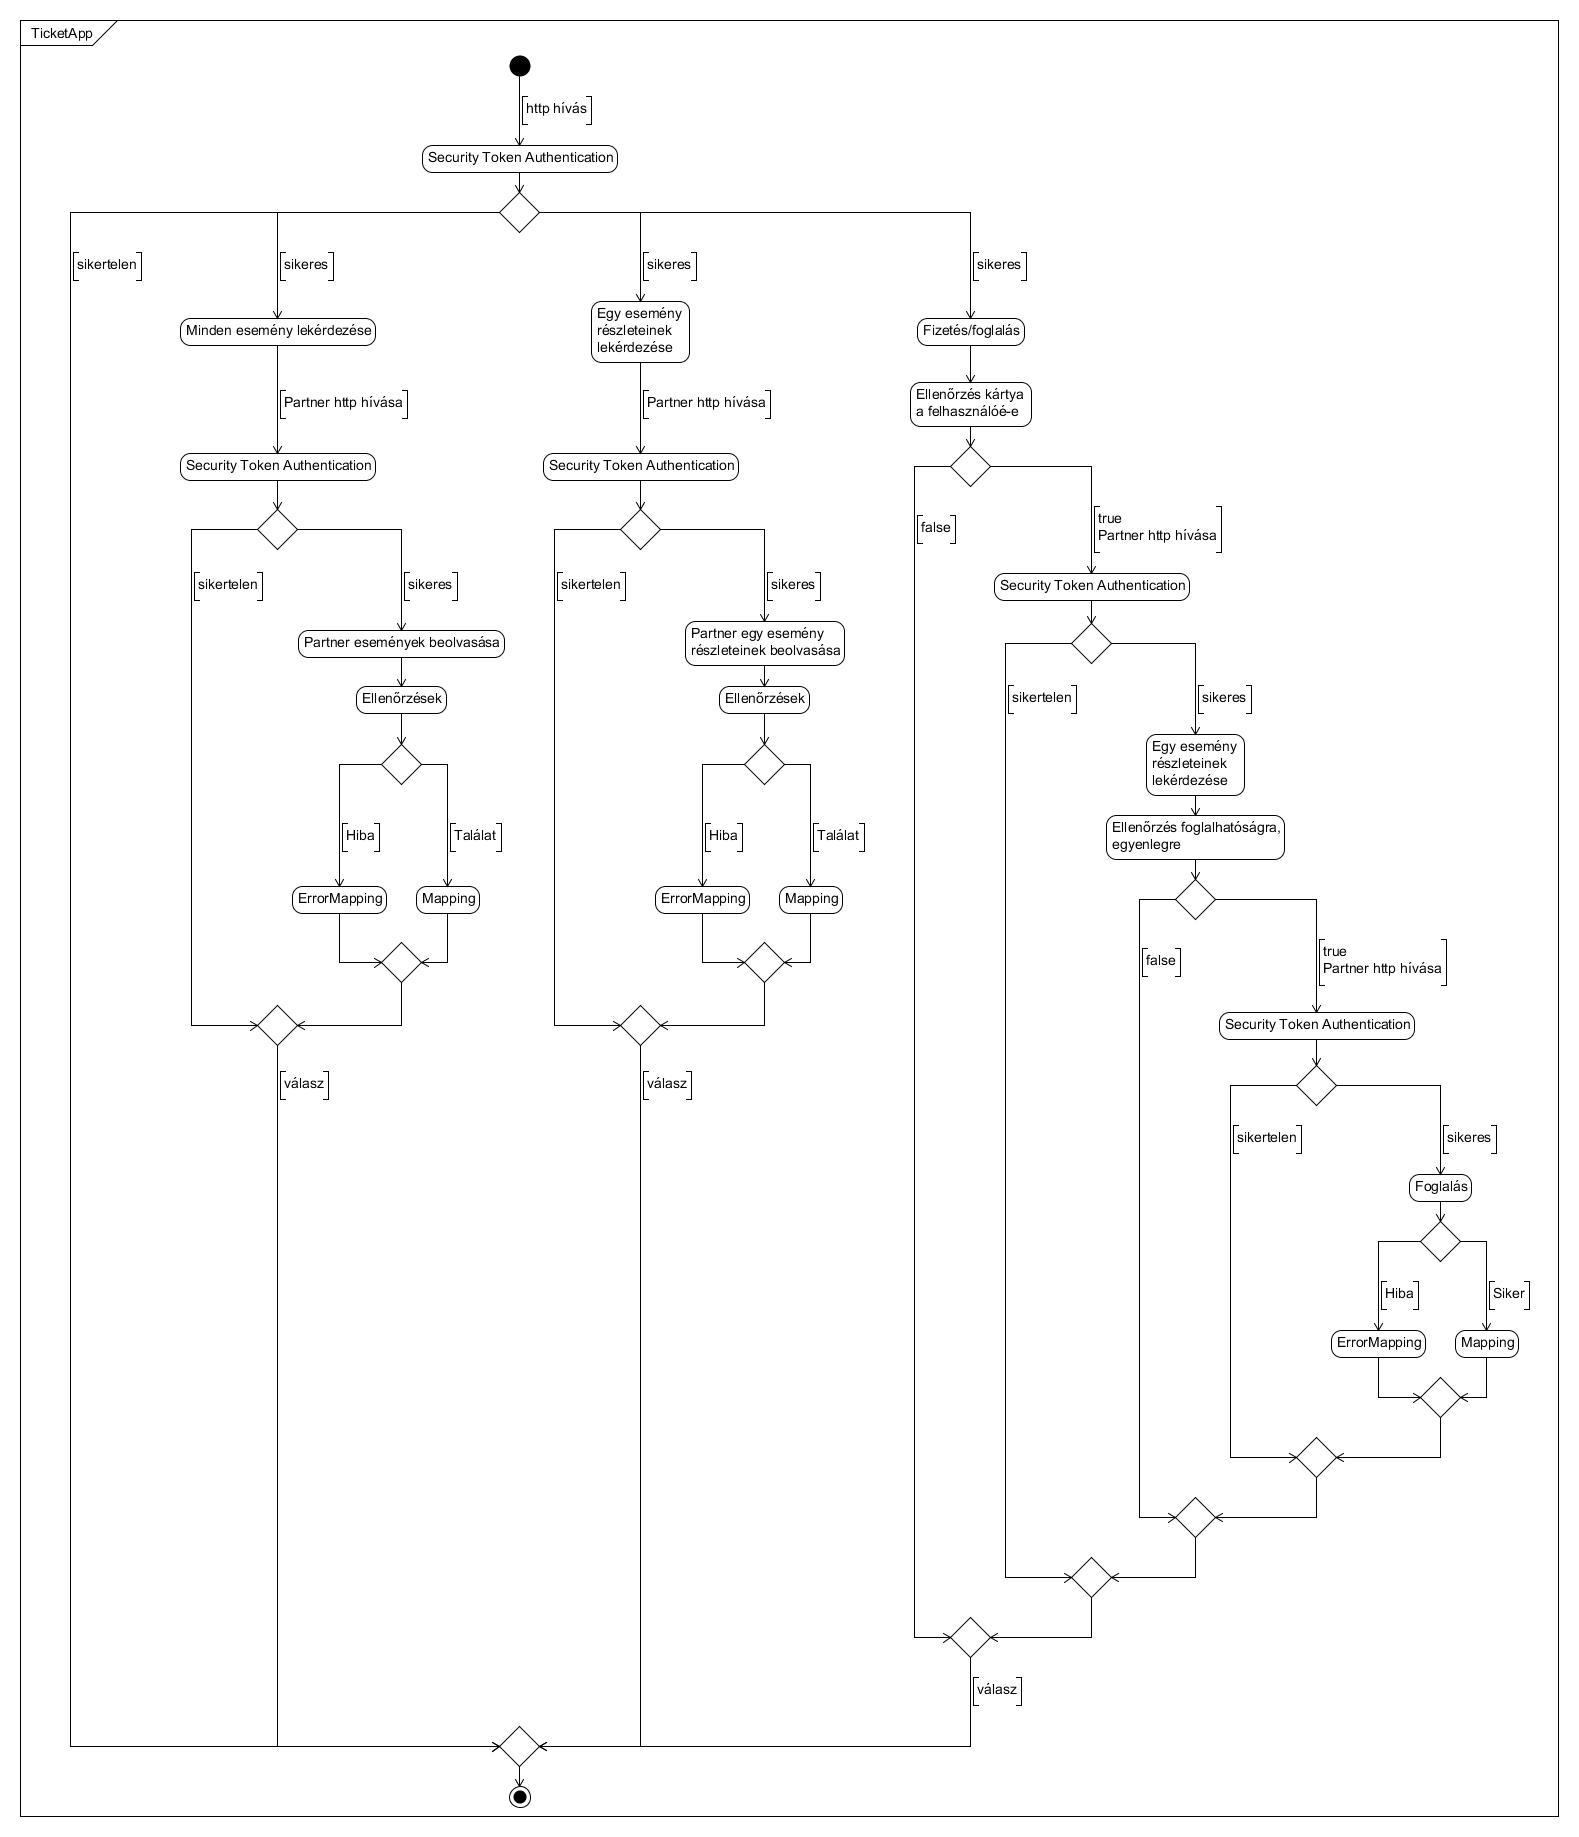 TicketApp
http hívás
Security Token Authentication
sikertelen
sikeres
sikeres
sikeres
Minden esemény lekérdezése
Egy esemény
részleteinek
lekérdezése
Fizetés/foglalás
Partner http hívása
Partner http hívása
Ellenőrzés kártya
a felhasználóé-e
Security Token Authentication
Security Token Authentication
false
true
Partner http hívása
sikertelen
sikeres
sikertelen
sikeres
Security Token Authentication
Partner események beolvasása
Partner egy esemény
részleteinek beolvasása
Ellenőrzések
Ellenőrzések
sikertelen
sikeres
Egy esemény
részleteinek
lekérdezése
Hiba
Találat
Hiba
Találat
Ellenőrzés foglalhatóságra,
egyenlegre
ErrorMapping
Mapping
ErrorMapping
Mapping
false
true
Partner http hívása
Security Token Authentication
válasz
válasz
sikertelen
sikeres
Foglalás
Hiba
Siker
ErrorMapping
Mapping
válasz